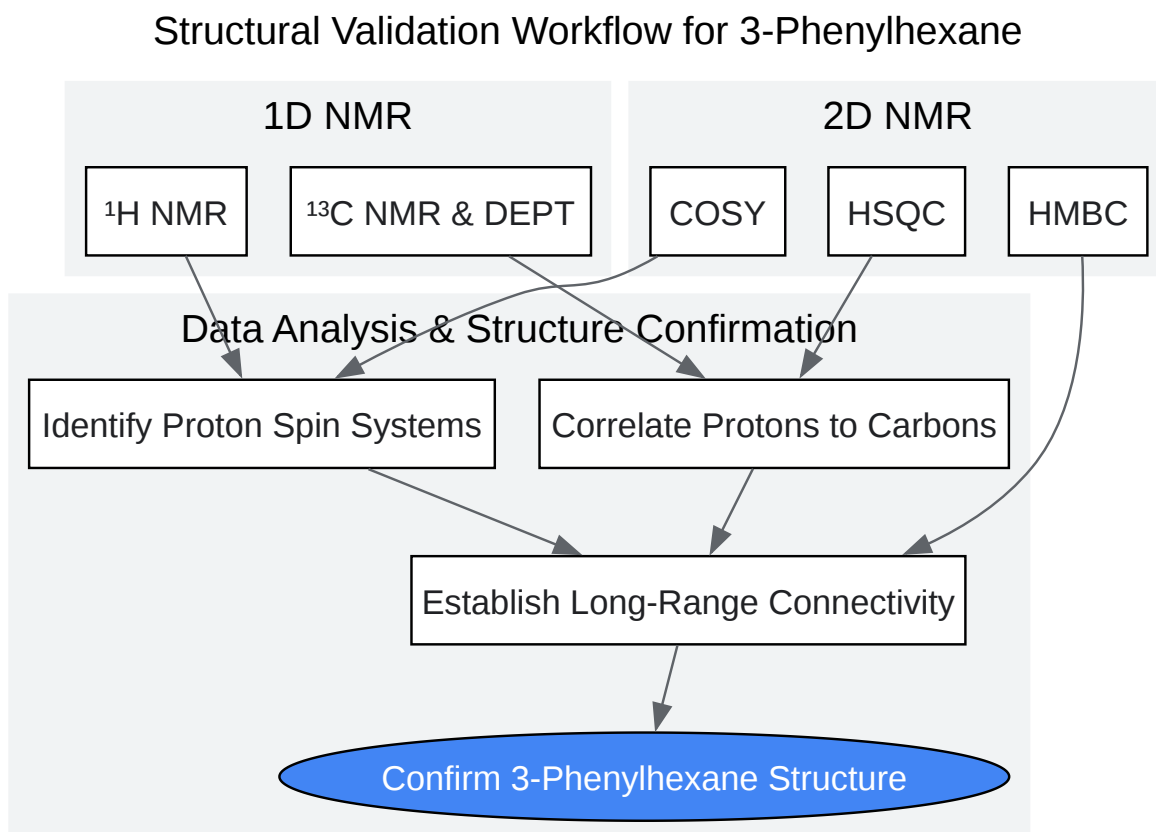 Structural Validation Workflow for 3-Phenylhexane
1D NMR
2D NMR
¹H NMR
¹³C NMR & DEPT
COSY
HSQC
HMBC
Data Analysis & Structure Confirmation
Identify Proton Spin Systems
Correlate Protons to Carbons
Establish Long-Range Connectivity
Confirm 3-Phenylhexane Structure